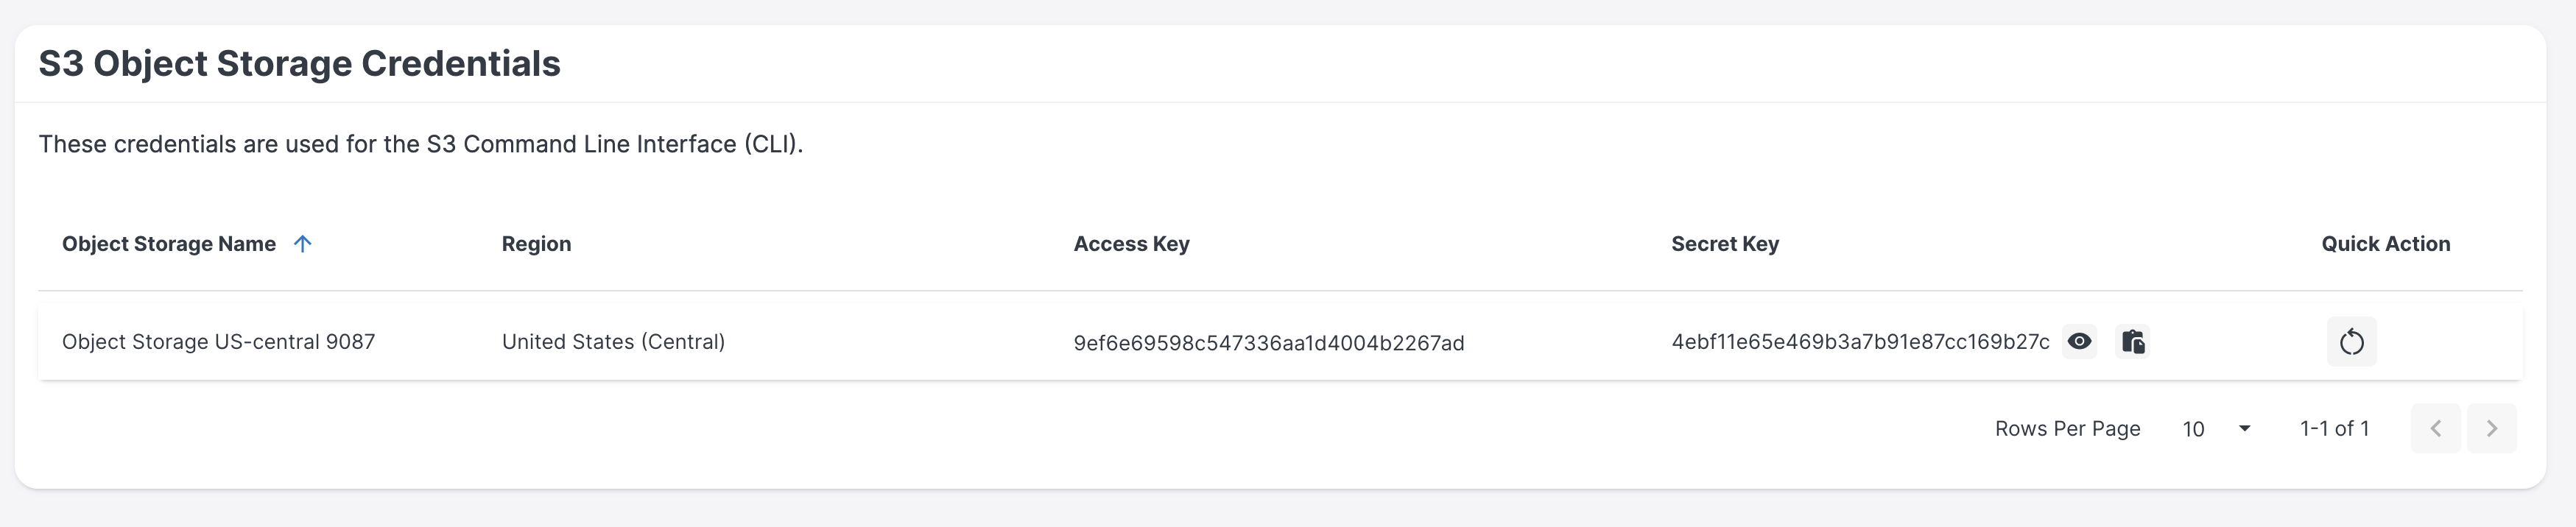 S3 Object Storage Credentials
These credentials are used for the S3 Command Line Interface (CLI).
Object Storage Name Region Access Key Secret Key Quick Action
Object Storage US-central 9087 United States (Central) 9ef6e69598c547336aa1d4004b2267ad 4ebf11e65e469b3a7b91e87cc169b27c
Rows Per Page 10 1-1 of 1